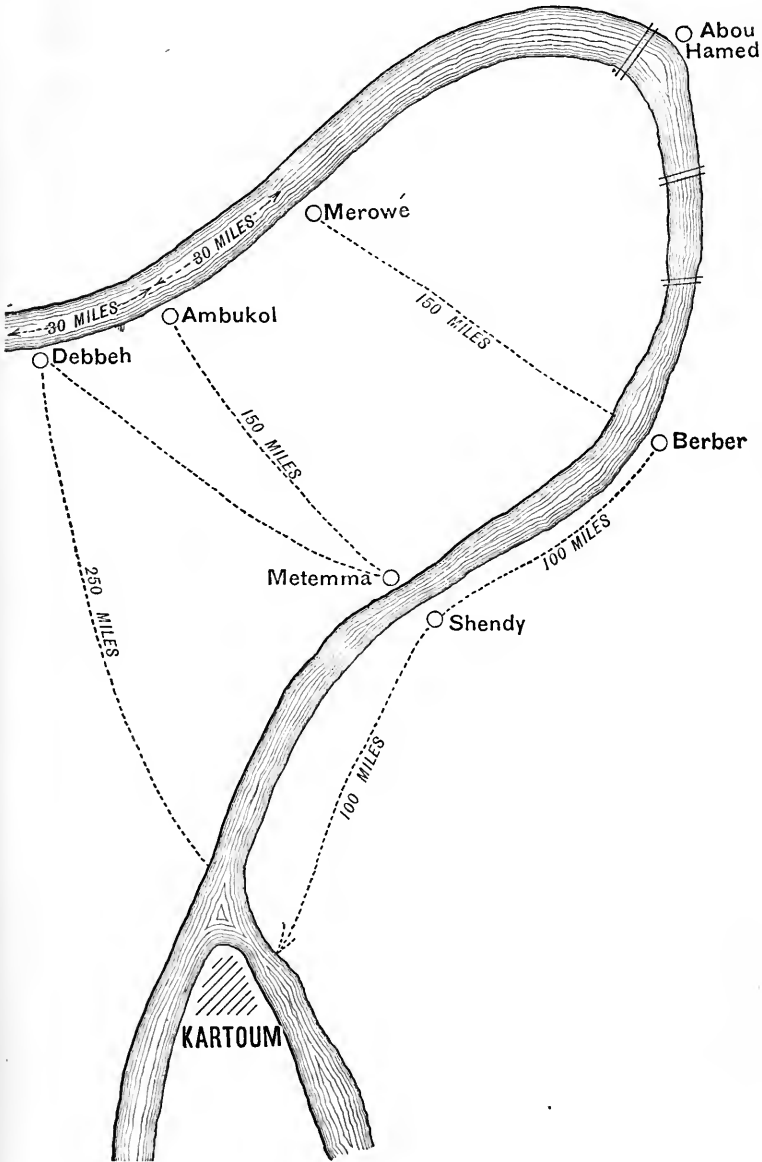 Abou
Hamed
Merowé
30 MILES
30 MILES
Ambukol
Debbeh
150 MILES
150 MILES
Berber
100 MILES
Metemma
Shendy
250 MILES
100 MILES
KARTOUM